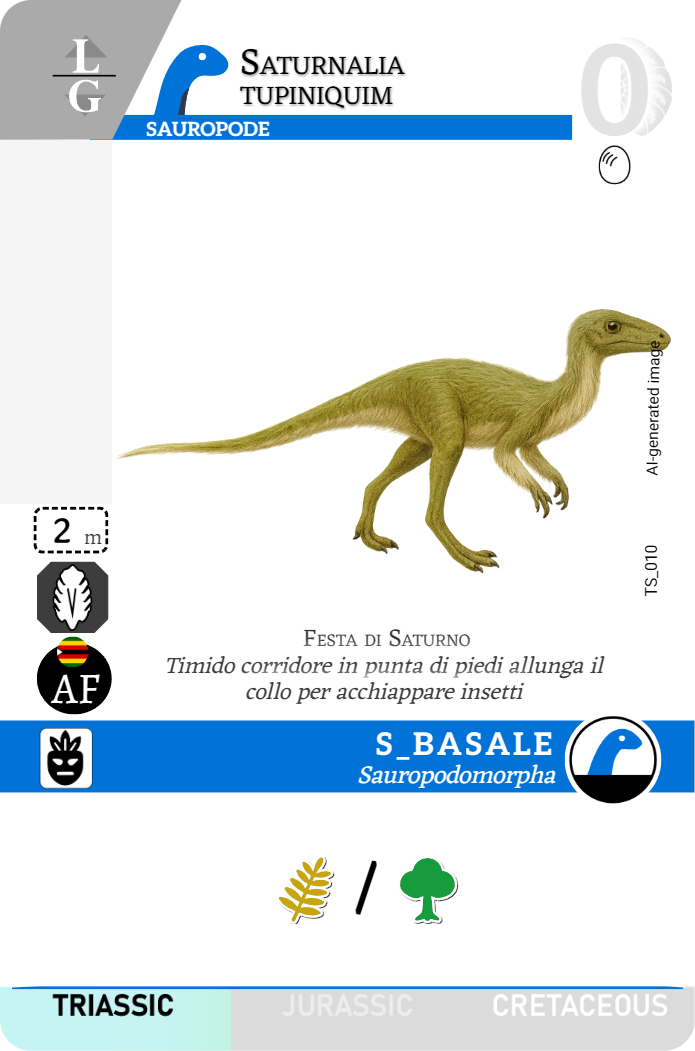 L
G
SATURNALIA
TUPINIQUIM
0
SAUROPODE
AI-generated image
TS_010
2 m
AF
FESTA DI SATURNO
Timido corridore in punta di piedi allunga il
collo per acchiappare insetti
S_BASALE
Sauropodomorpha
/
TRIASSIC JURASSIC CRETACEOUS